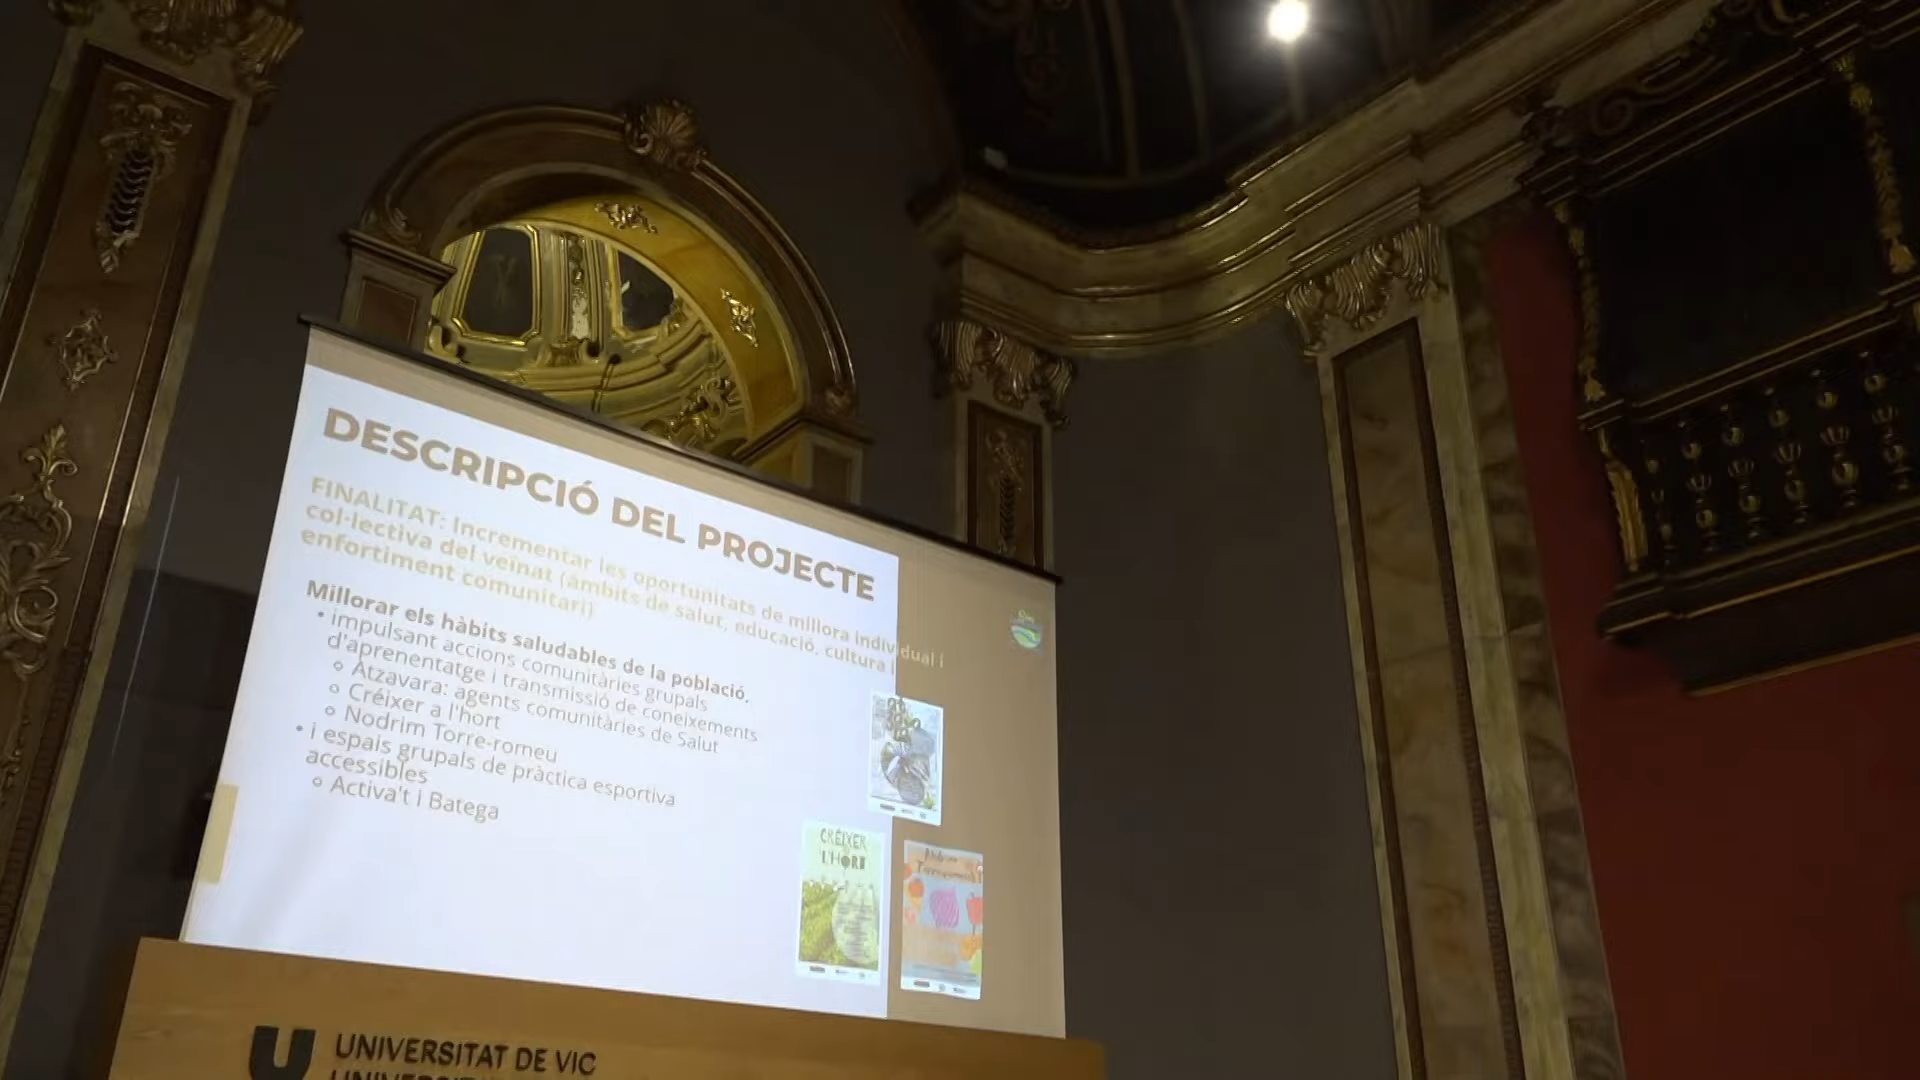 DESCRIPCIÓ DEL PROJECTE
FINALITAT: Incrementar les oportunitats de millora individual i
col·lectiva del veïnat (àmbits de salut, educació, cultura i
enfortiment comunitari)
Millorar els hàbits saludables de la població.
• impulsant accions comunitàries grupals
d'aprenentatge i transmissió de coneixements
○ Atzavara: agents comunitàries de Salut
○ Créixer a l'hort
○ Nodrim Torre-romeu
• i espais grupals de pràctica esportiva
accessibles
○ Activa't i Batega
CRÉIXER
L'HORT
UNIVERSITAT DE VIC